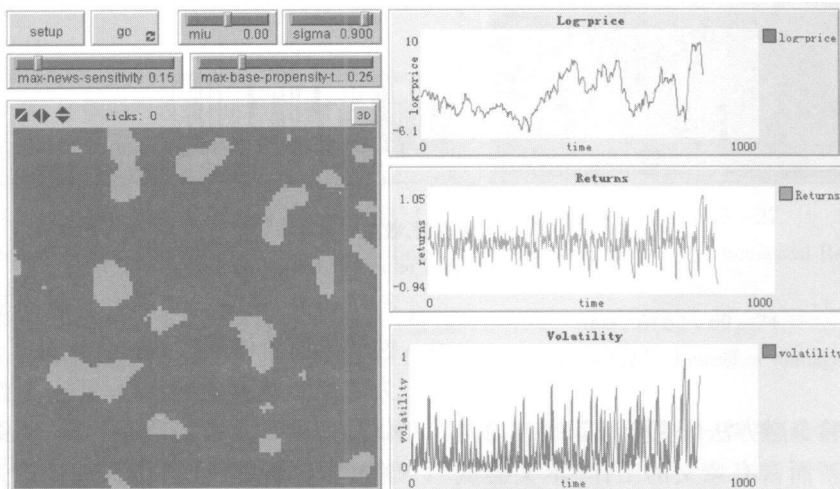 setup
go
miu 0.00
sigma 0.900
max-news-sensitivity 0.15
max-base-propensity-t... 0.25
ticks: 0
3D
Log-price
10
log-price
-6.1
0
time
1000
log-price
Returns
1.05
returns
-0.94
0
time
1000
Returns
Volatility
1
volatility
0
0
time
1000
volatility